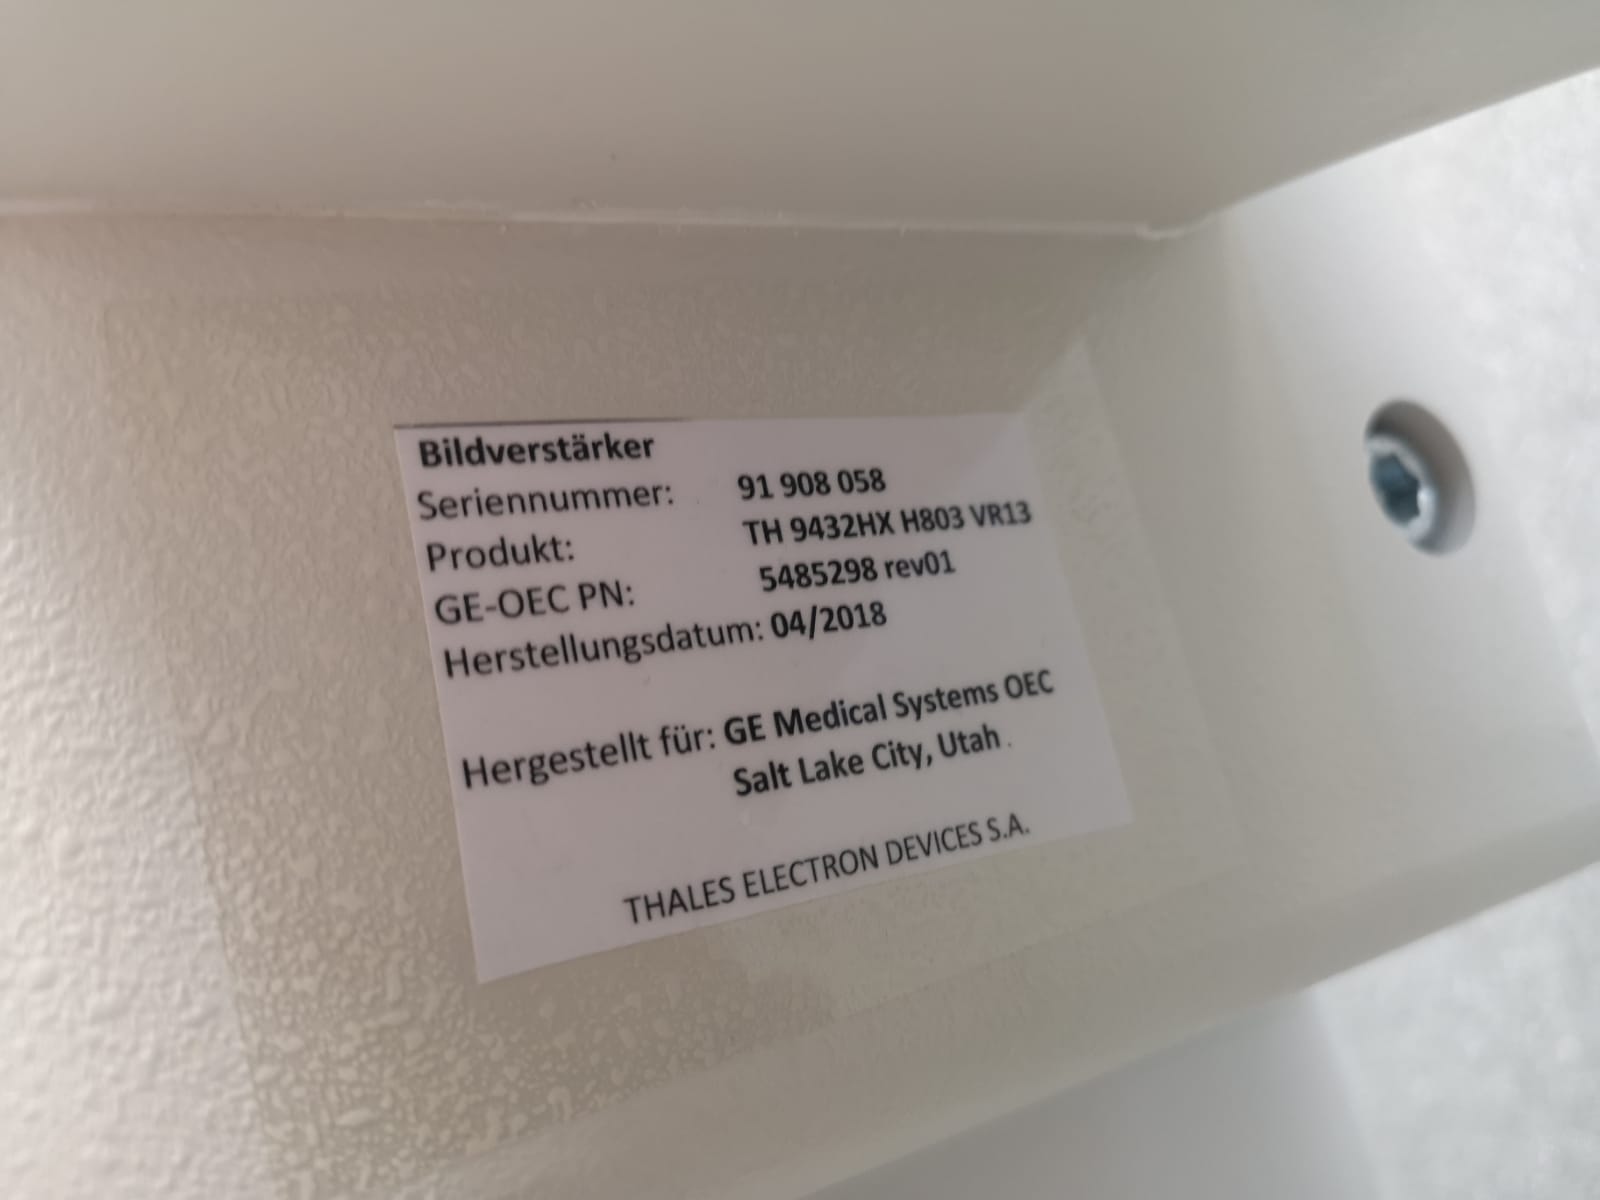 Bildverstärker
Seriennummer: 91 908 058
Produkt: TH 9432HX H803 VR13
GE-OEC PN: 5485298 rev01
Herstellungsdatum: 04/2018
Hergestellt für: GE Medical Systems OEC
Salt Lake City, Utah .
THALES ELECTRON DEVICES S.A.